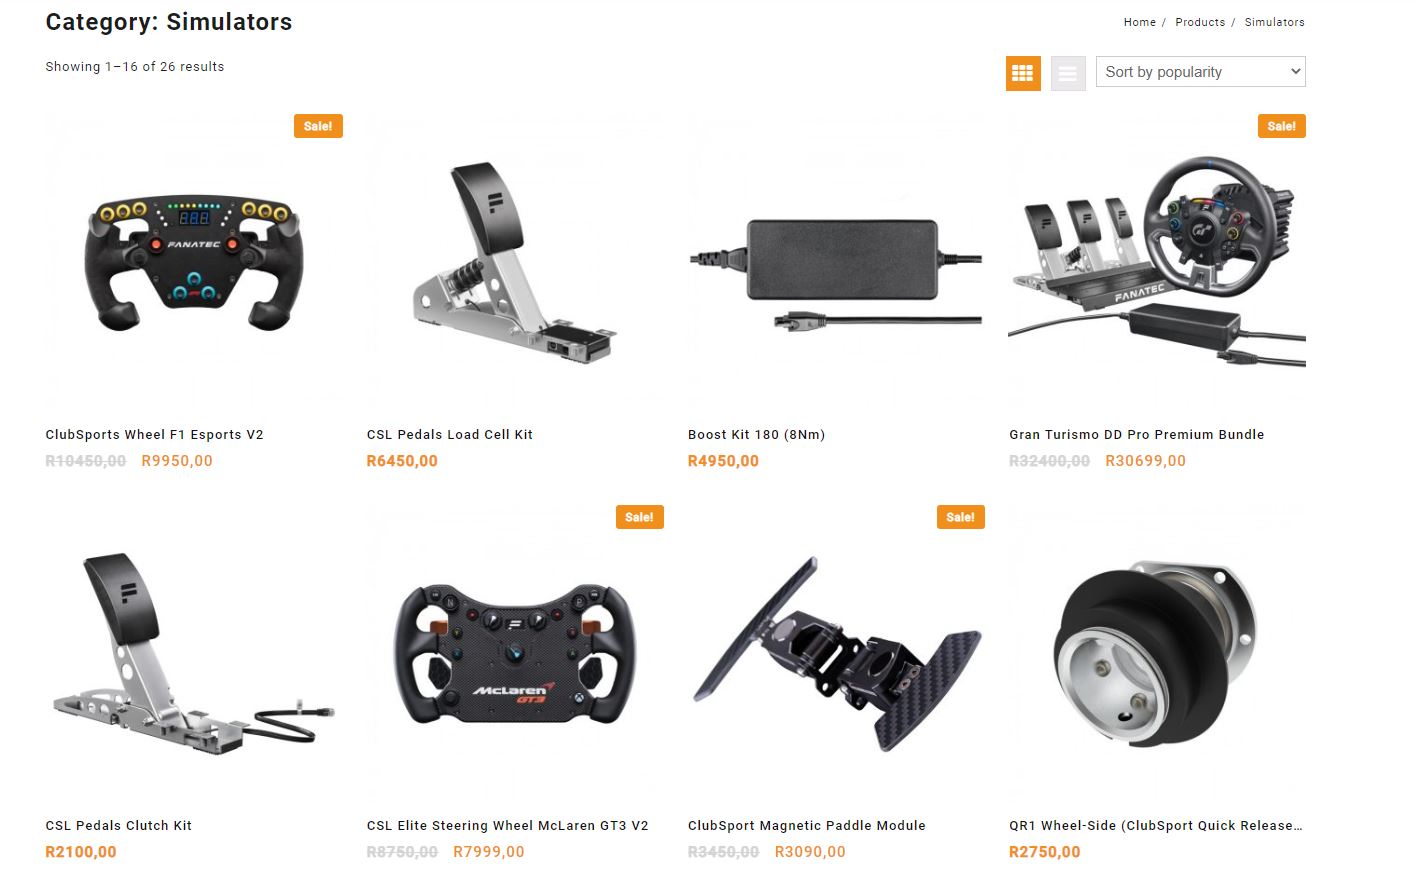 Category: Simulators
Home / Products / Simulators
Showing 1–16 of 26 results
Sort by popularity
Sale!
Sale!
FANATEC
FANATEC
ClubSports Wheel F1 Esports V2
CSL Pedals Load Cell Kit
Boost Kit 180 (8Nm)
Gran Turismo DD Pro Premium Bundle
R10450,00 R9950,00
R6450,00
R4950,00
R32400,00 R30699,00
Sale!
Sale!
N
P
McLaren
GT3
CSL Pedals Clutch Kit
CSL Elite Steering Wheel McLaren GT3 V2
ClubSport Magnetic Paddle Module
QR1 Wheel-Side (ClubSport Quick Release...
R2100,00
R8750,00 R7999,00
R3450,00 R3090,00
R2750,00